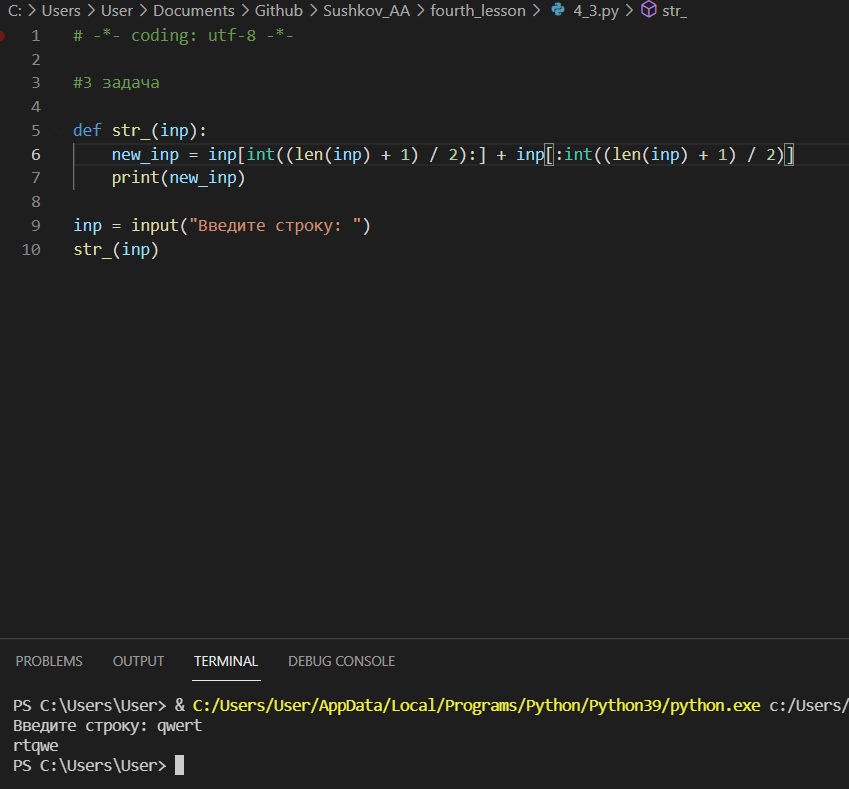 C: > Users > User > Documents > Github > Sushkov_AA > fourth_lesson > 4_3.py > str_
1 # -*- coding: utf-8 -*-
2
3 #3 задача
4
5 def str_(inp):
6 new_inp = inp[int((len(inp) + 1) / 2):] + inp[:int((len(inp) + 1) / 2)]
7 print(new_inp)
8
9 inp = input("Введите строку: ")
10 str_(inp)
PROBLEMS OUTPUT TERMINAL DEBUG CONSOLE
PS C:\Users\User> & C:/Users/User/AppData/Local/Programs/Python/Python39/python.exe c:/Users/
Введите строку: qwert
rtqwe
PS C:\Users\User>